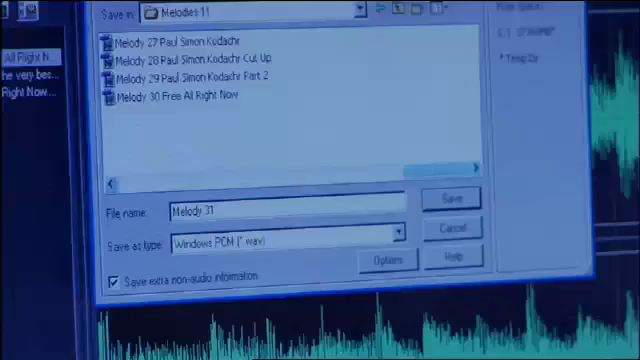 Save in: Melodies 11
Free Space:
Melody 27 Paul Simon Kodachr
Melody 28 Paul Simon Kodachr Cut Up
Melody 29 Paul Simon Kodachr Part 2
Melody 30 Free All Right Now
* Temp Dir
All Right N...
he very bes...
Right Now...
File name: Melody 31
Save
Save as type: Windows PCM (*.wav)
Cancel
Options
Help
Save extra non-audio information